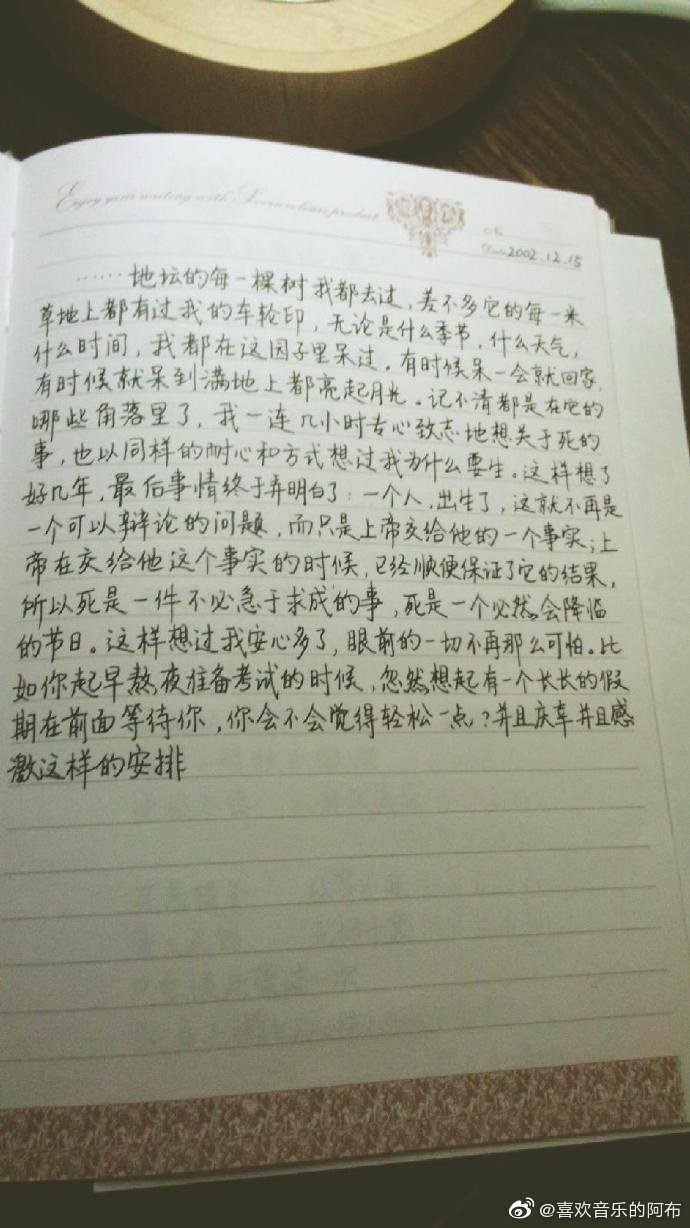 Enjoy your writing with
No
Date 2002.12.15
……地坛的每一棵树我都去过，差不多它的每一米
草地上都有过我的车轮印，无论是什么季节，什么天气，
什么时间，我都在这园子里呆过。有时候呆一会就回家，
有时候就呆到满地上都亮起月光。记不清都是在它的
哪些角落里了，我一连几小时专心致志地想关于死的
事，也以同样的耐心和方式想过我为什么要生。这样想了
好几年，最后事情终于弄明白了：一个人，出生了，这就不再是
一个可以辩论的问题，而只是上帝交给他的一个事实；上
帝在交给他这个事实的时候，已经顺便保证了它的结果，
所以死是一件不必急于求成的事，死是一个必然会降临
的节日。这样想过我安心多了，眼前的一切不再那么可怕。比
如你起早熬夜准备考试的时候，忽然想起有一个长长的假
期在前面等待你，你会不会觉得轻松一点？并且庆幸并且感
激这样的安排
@喜欢音乐的阿布